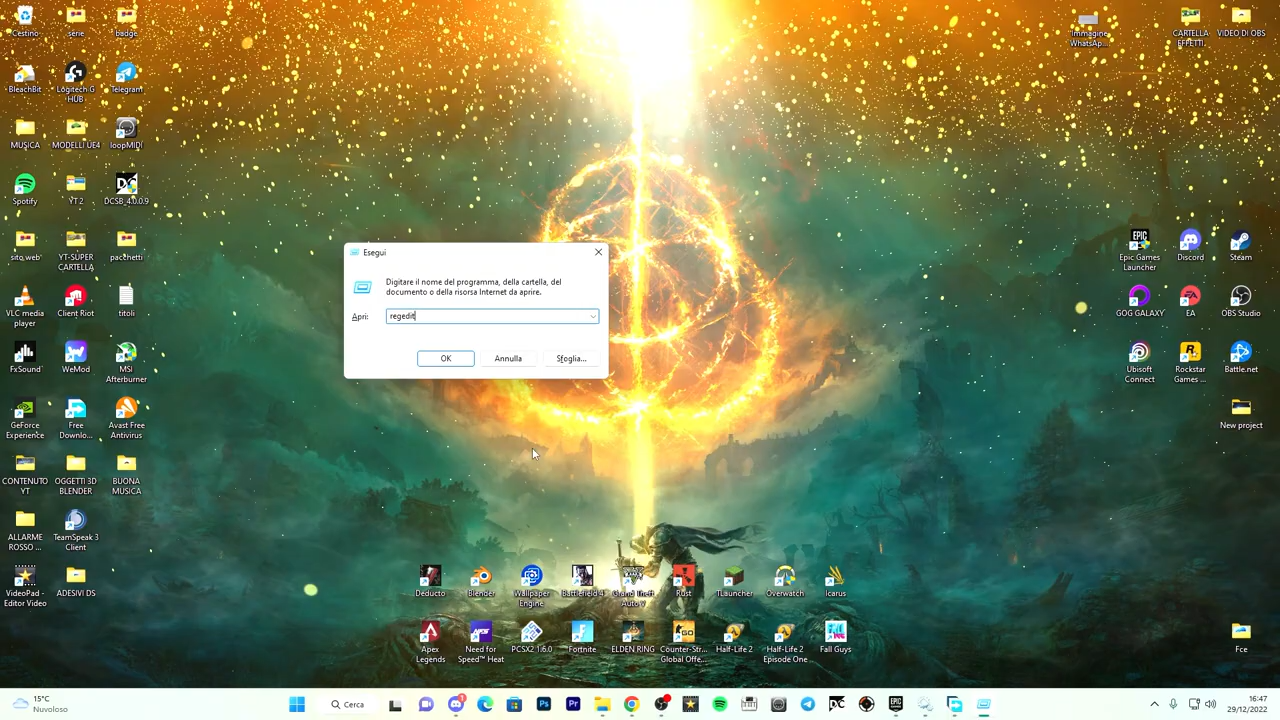 Cestino
serie
badge
BleachBit
Logitech G
HUB
Telegram
MUSICA
MODELLI UE4
loopMIDI
Spotify
YT 2
DCSB_4.0.0.9
sito web
YT-SUPER
CARTELLA
pacchetti
VLC media
player
Client Riot
titoli
FxSound
WeMod
MSI
Afterburner
GeForce
Experience
Free
Downlo...
Avast Free
Antivirus
CONTENUTO
YT
OGGETTI 3D
BLENDER
BUONA
MUSICA
ALLARME
ROSSO ...
TeamSpeak 3
Client
VideoPad -
Editor Video
ADESIVI DS
Immagine
WhatsAp...
CARTELLA
EFFETTI
VIDEO DI OBS
Esegui
Digitare il nome del programma, della cartella, del
documento o della risorsa Internet da aprire.
Apri:
regedit
OK
Annulla
Sfoglia...
EPIC
Epic Games
Launcher
Discord
Steam
GOG GALAXY
EA
OBS Studio
Ubisoft
Connect
Rockstar
Games ...
Battle.net
New project
Deducto
Blender
Wallpaper
Engine
Battlefield 4
Grand Theft
Auto V
Rust
TLauncher
Overwatch
Icarus
Apex
Legends
Need for
Speed™ Heat
PCSX2 1.6.0
Fortnite
ELDEN RING
Counter-Str...
Global Offe...
Half-Life 2
Half-Life 2
Episode One
Fall Guys
Fce
15°C
Nuvoloso
Cerca
Ps
Pr
EPIC
16:47
29/12/2022